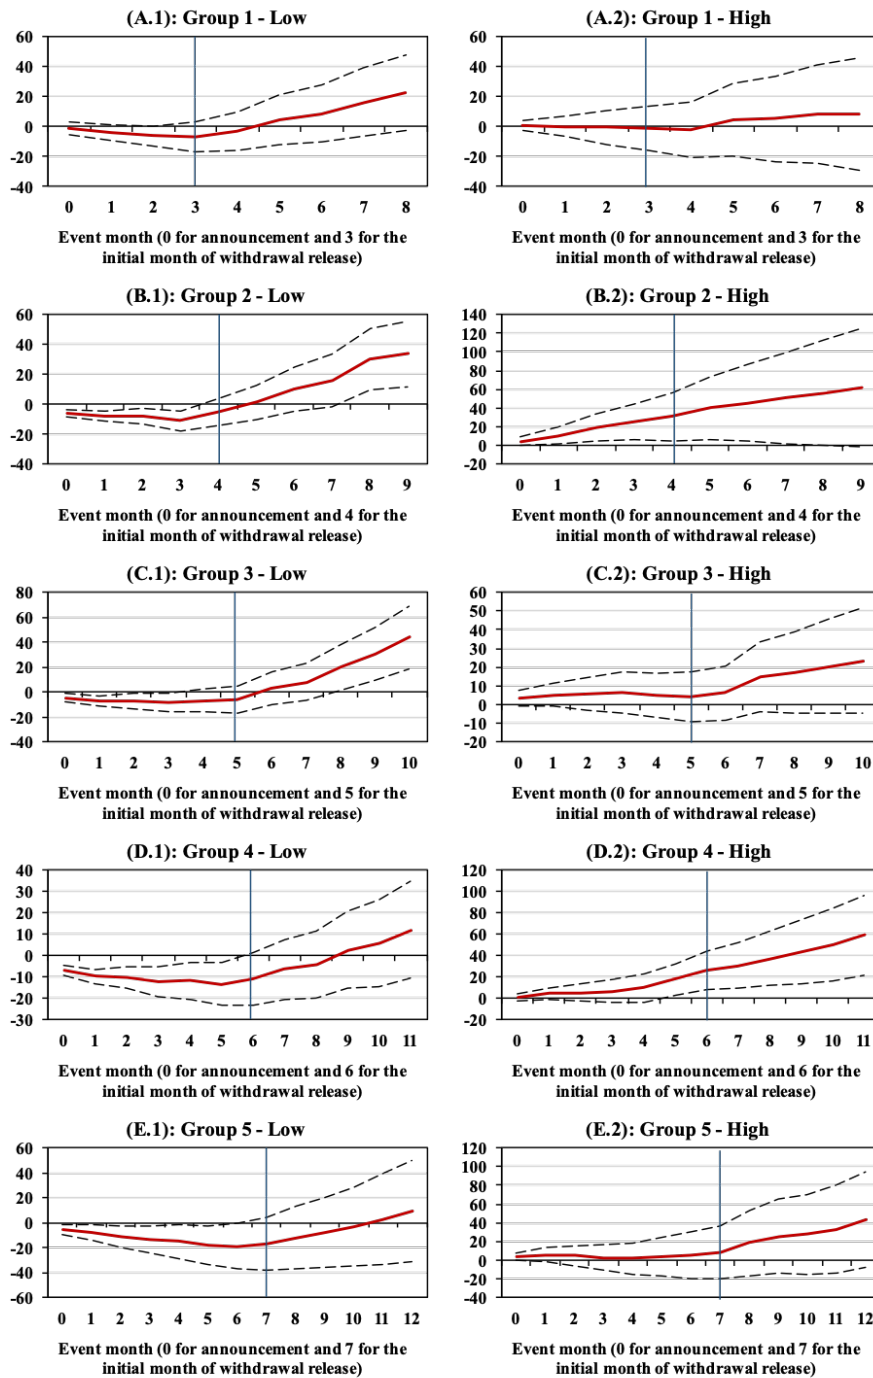 (A.1): Group 1 - Low
60
40
20
0
-20
-40
0 1 2 3 4 5 6 7 8
Event month (0 for announcement and 3 for the
initial month of withdrawal release)
(A.2): Group 1 - High
60
40
20
0
-20
-40
0 1 2 3 4 5 6 7 8
Event month (0 for announcement and 3 for the
initial month of withdrawal release)
(B.1): Group 2 - Low
60
40
20
0
-20
-40
0 1 2 3 4 5 6 7 8 9
Event month (0 for announcement and 4 for the
initial month of withdrawal release)
(B.2): Group 2 - High
140
120
100
80
60
40
20
0
-20
0 1 2 3 4 5 6 7 8 9
Event month (0 for announcement and 4 for the
initial month of withdrawal release)
(C.1): Group 3 - Low
80
60
40
20
0
-20
-40
0 1 2 3 4 5 6 7 8 9 10
Event month (0 for announcement and 5 for the
initial month of withdrawal release)
(C.2): Group 3 - High
60
50
40
30
20
10
0
-10
-20
0 1 2 3 4 5 6 7 8 9 10
Event month (0 for announcement and 5 for the
initial month of withdrawal release)
(D.1): Group 4 - Low
40
30
20
10
0
-10
-20
-30
0 1 2 3 4 5 6 7 8 9 10 11
Event month (0 for announcement and 6 for the
initial month of withdrawal release)
(D.2): Group 4 - High
120
100
80
60
40
20
0
-20
0 1 2 3 4 5 6 7 8 9 10 11
Event month (0 for announcement and 6 for the
initial month of withdrawal release)
(E.1): Group 5 - Low
60
40
20
0
-20
-40
-60
0 1 2 3 4 5 6 7 8 9 10 11 12
Event month (0 for announcement and 7 for the
initial month of withdrawal release)
(E.2): Group 5 - High
120
100
80
60
40
20
0
-20
-40
0 1 2 3 4 5 6 7 8 9 10 11 12
Event month (0 for announcement and 7 for the
initial month of withdrawal release)